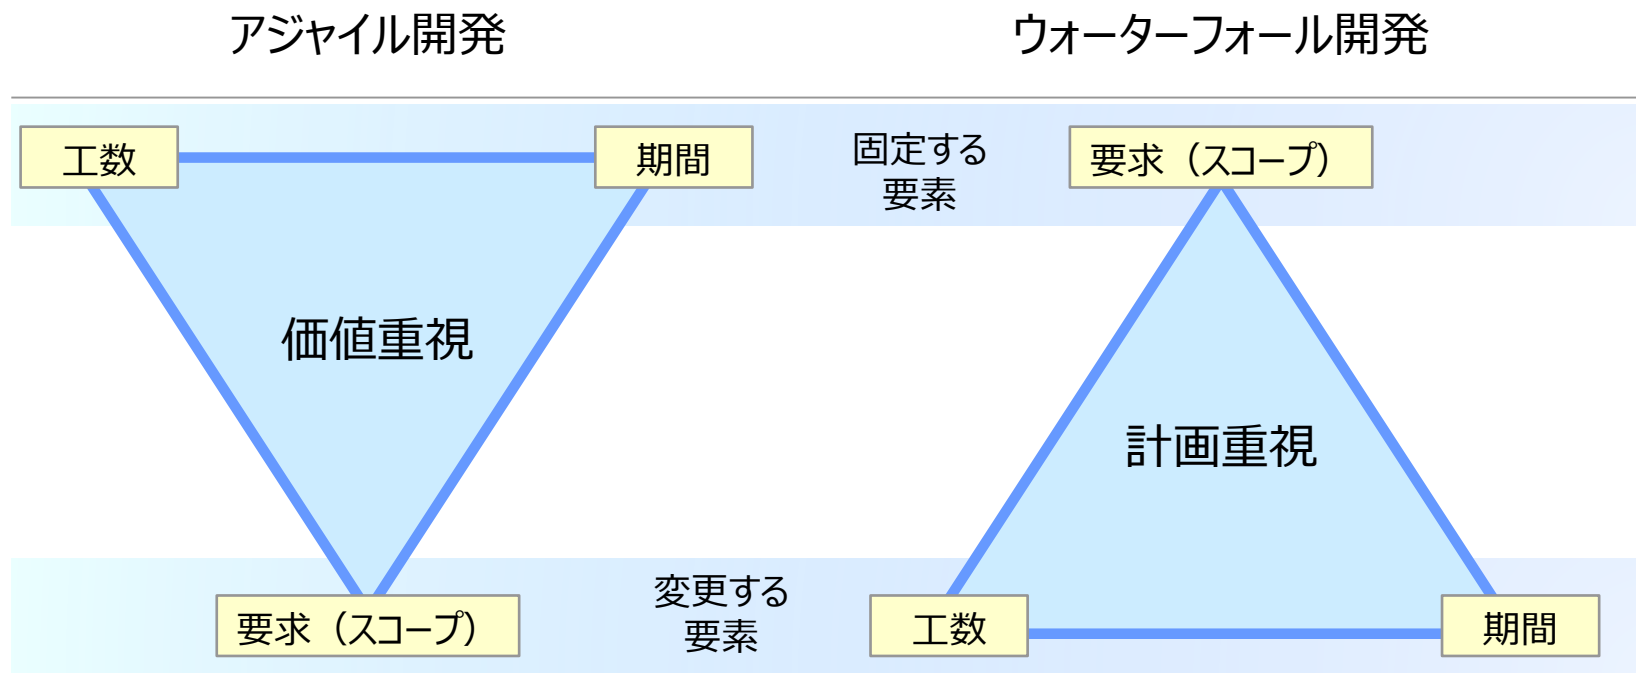 アジャイル開発
ウォーターフォール開発
工数
期間
固定する
要素
要求（スコープ）
価値重視
計画重視
変更する
要素
要求（スコープ）
工数
期間